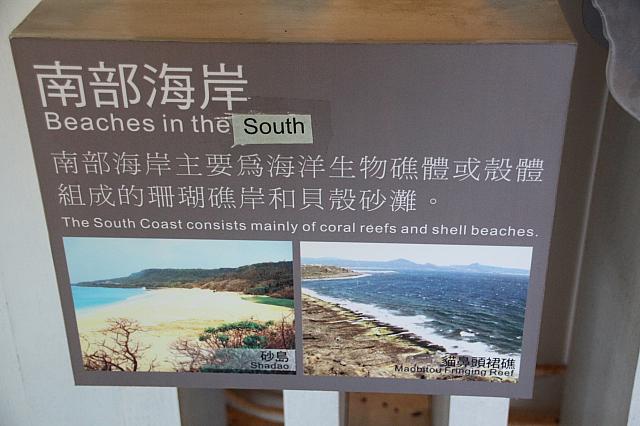 南部海岸
Beaches in the South
南部海岸主要為海洋生物礁體或殼體
組成的珊瑚礁岸和貝殼砂灘。
The South Coast consists mainly of coral reefs and shell beaches.
砂島
Shadao
貓鼻頭裙礁
Maobitou Fringing Reef